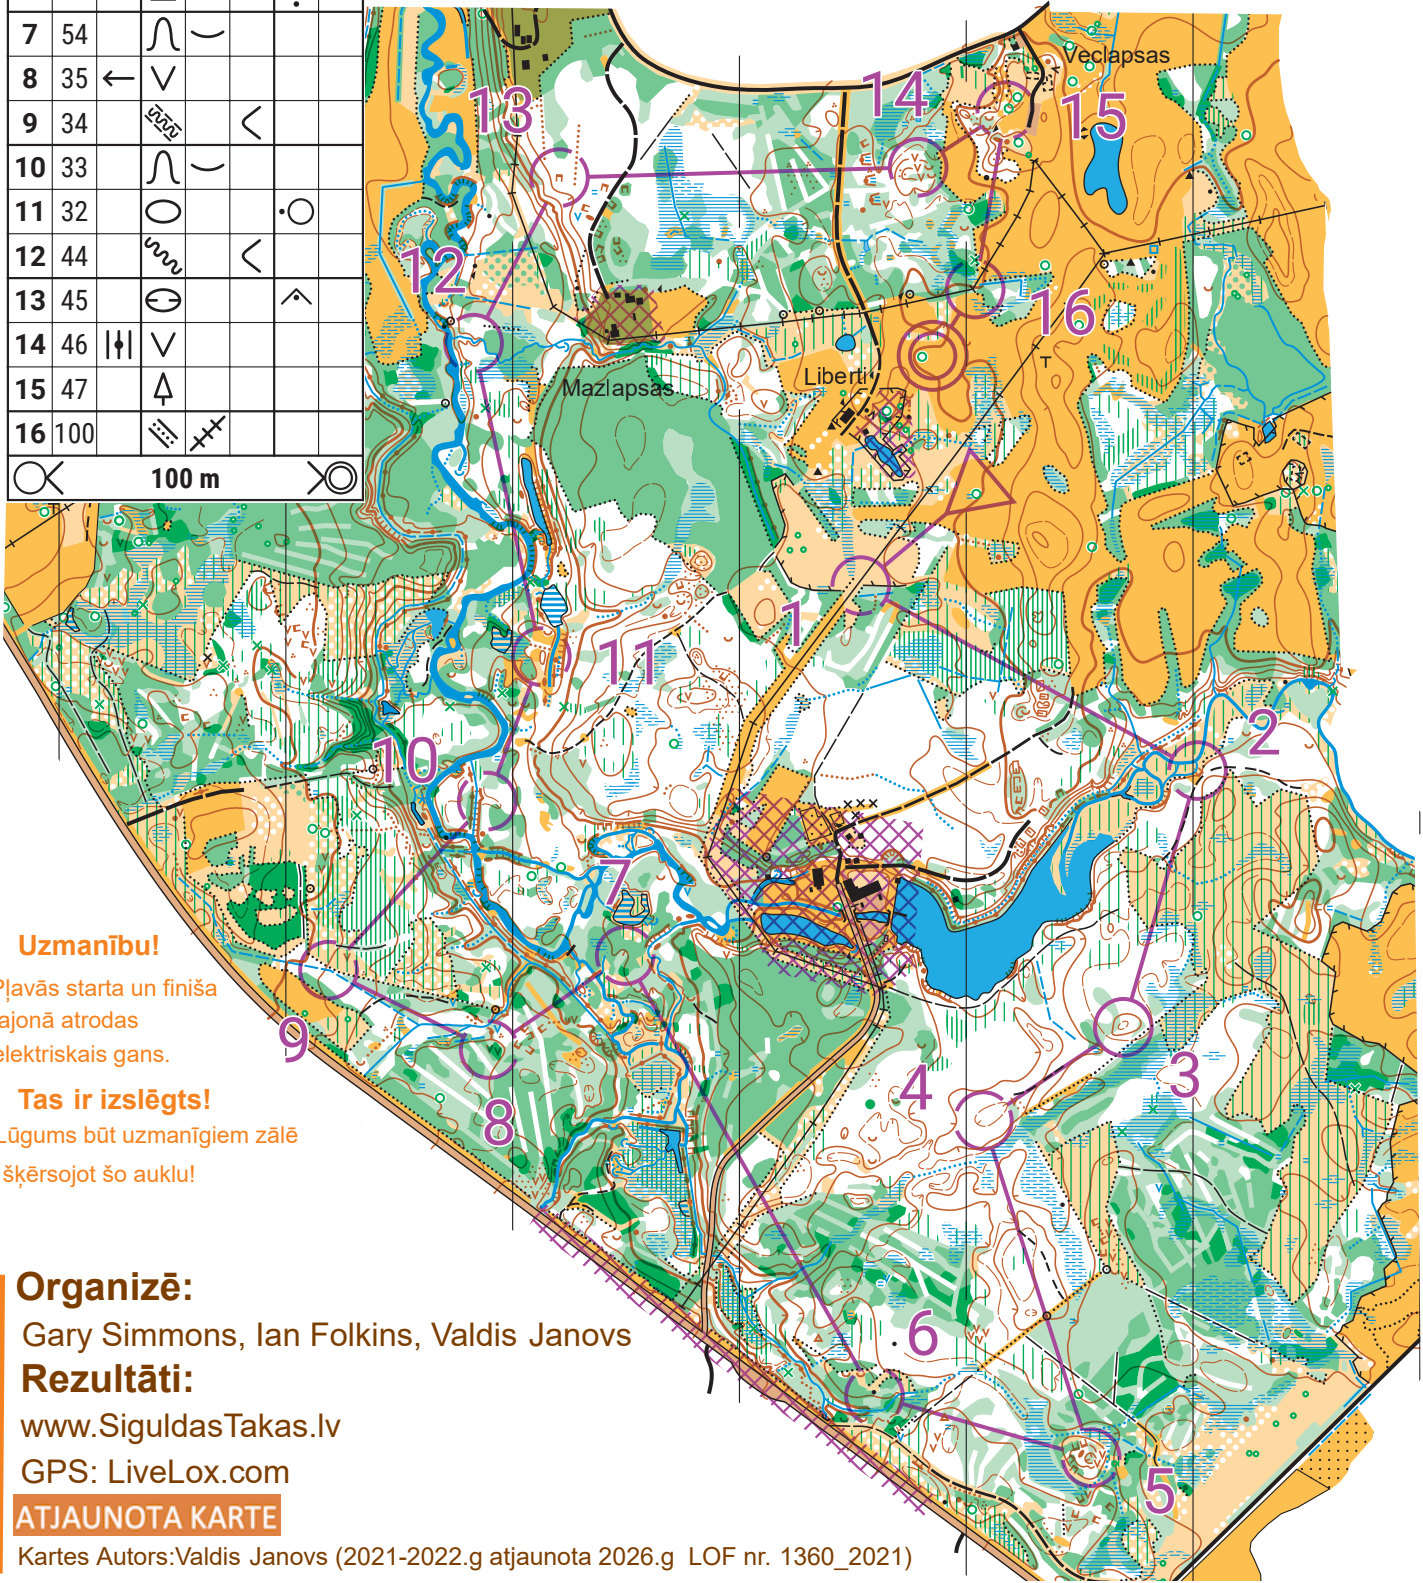 7 54
8 35
9 34
10 33
11 32
12 44
13 45
14 46
15 47
16 100
100 m
Veclapsas
13
14
15
12
16
Mazlapsas
Liberti
1
11
2
10
7
9
8
4
3
6
5
Uzmanību!
Pļavās starta un finiša
ajonā atrodas
elektriskais gans.
Tas ir izslēgts!
Lūgums būt uzmanīgiem zālē
šķērsojot šo auklu!
Organizē:
Gary Simmons, Ian Folkins, Valdis Janovs
Rezultāti:
www.SiguldasTakas.lv
GPS: LiveLox.com
ATJAUNOTA KARTE
Kartes Autors:Valdis Janovs (2021-2022.g atjaunota 2026.g LOF nr. 1360_2021)